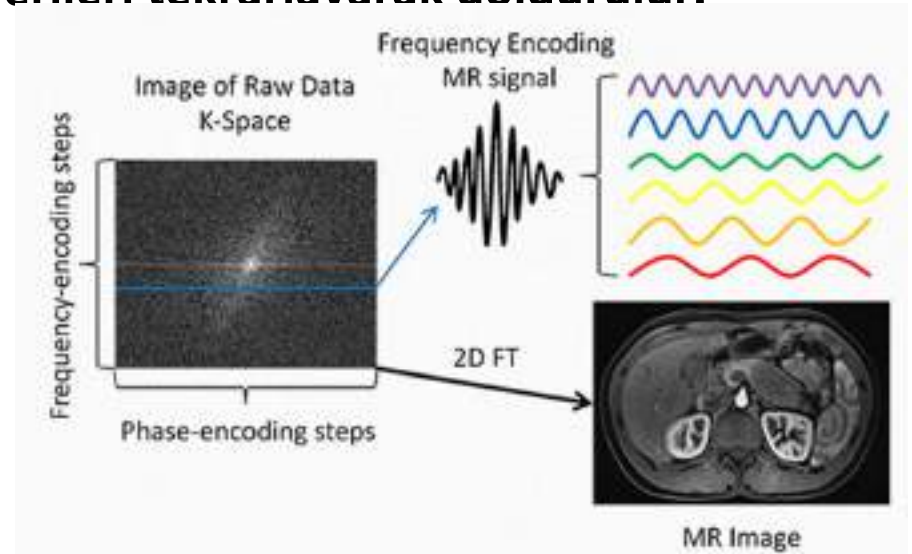 Frequency Encoding
MR signal
Image of Raw Data
K-Space
Frequency-encoding steps
2D FT
Phase-encoding steps
MR Image